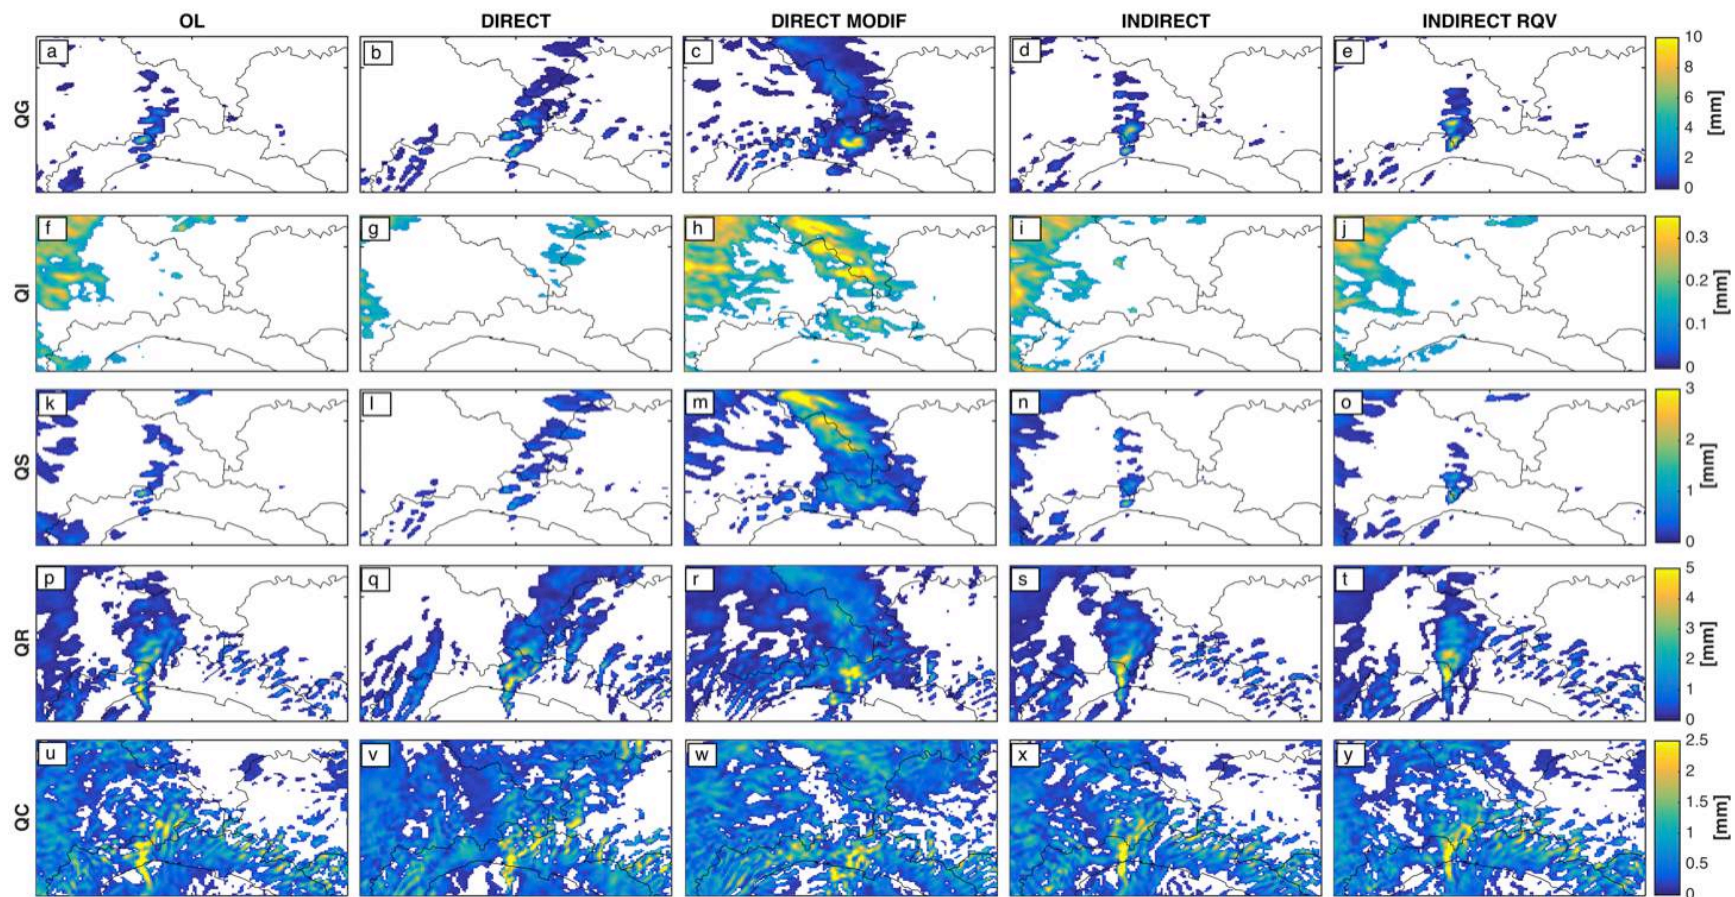 OL DIRECT DIRECT MODIF INDIRECT INDIRECT RQV
QG a b c d e 10 8 6 4 2 0 [mm]
QI f g h i j 0.3 0.2 0.1 0 [mm]
QS k l m n o 3 2 1 0 [mm]
QR p q r s t 5 4 3 2 1 0 [mm]
QC u v w x y 2.5 2 1.5 1 0.5 0 [mm]